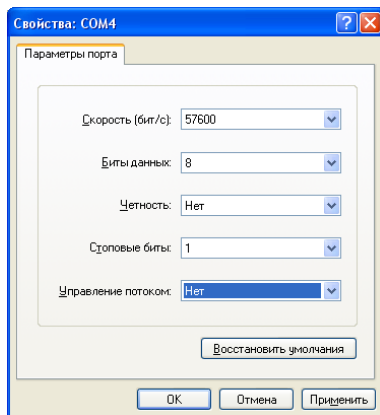 Свойства: COM4
Параметры порта
Скорость (бит/с): 57600
Биты данных: 8
Четность: Нет
Стоповые биты: 1
Управление потоком: Нет
Восстановить умолчания
OK Отмена Применить